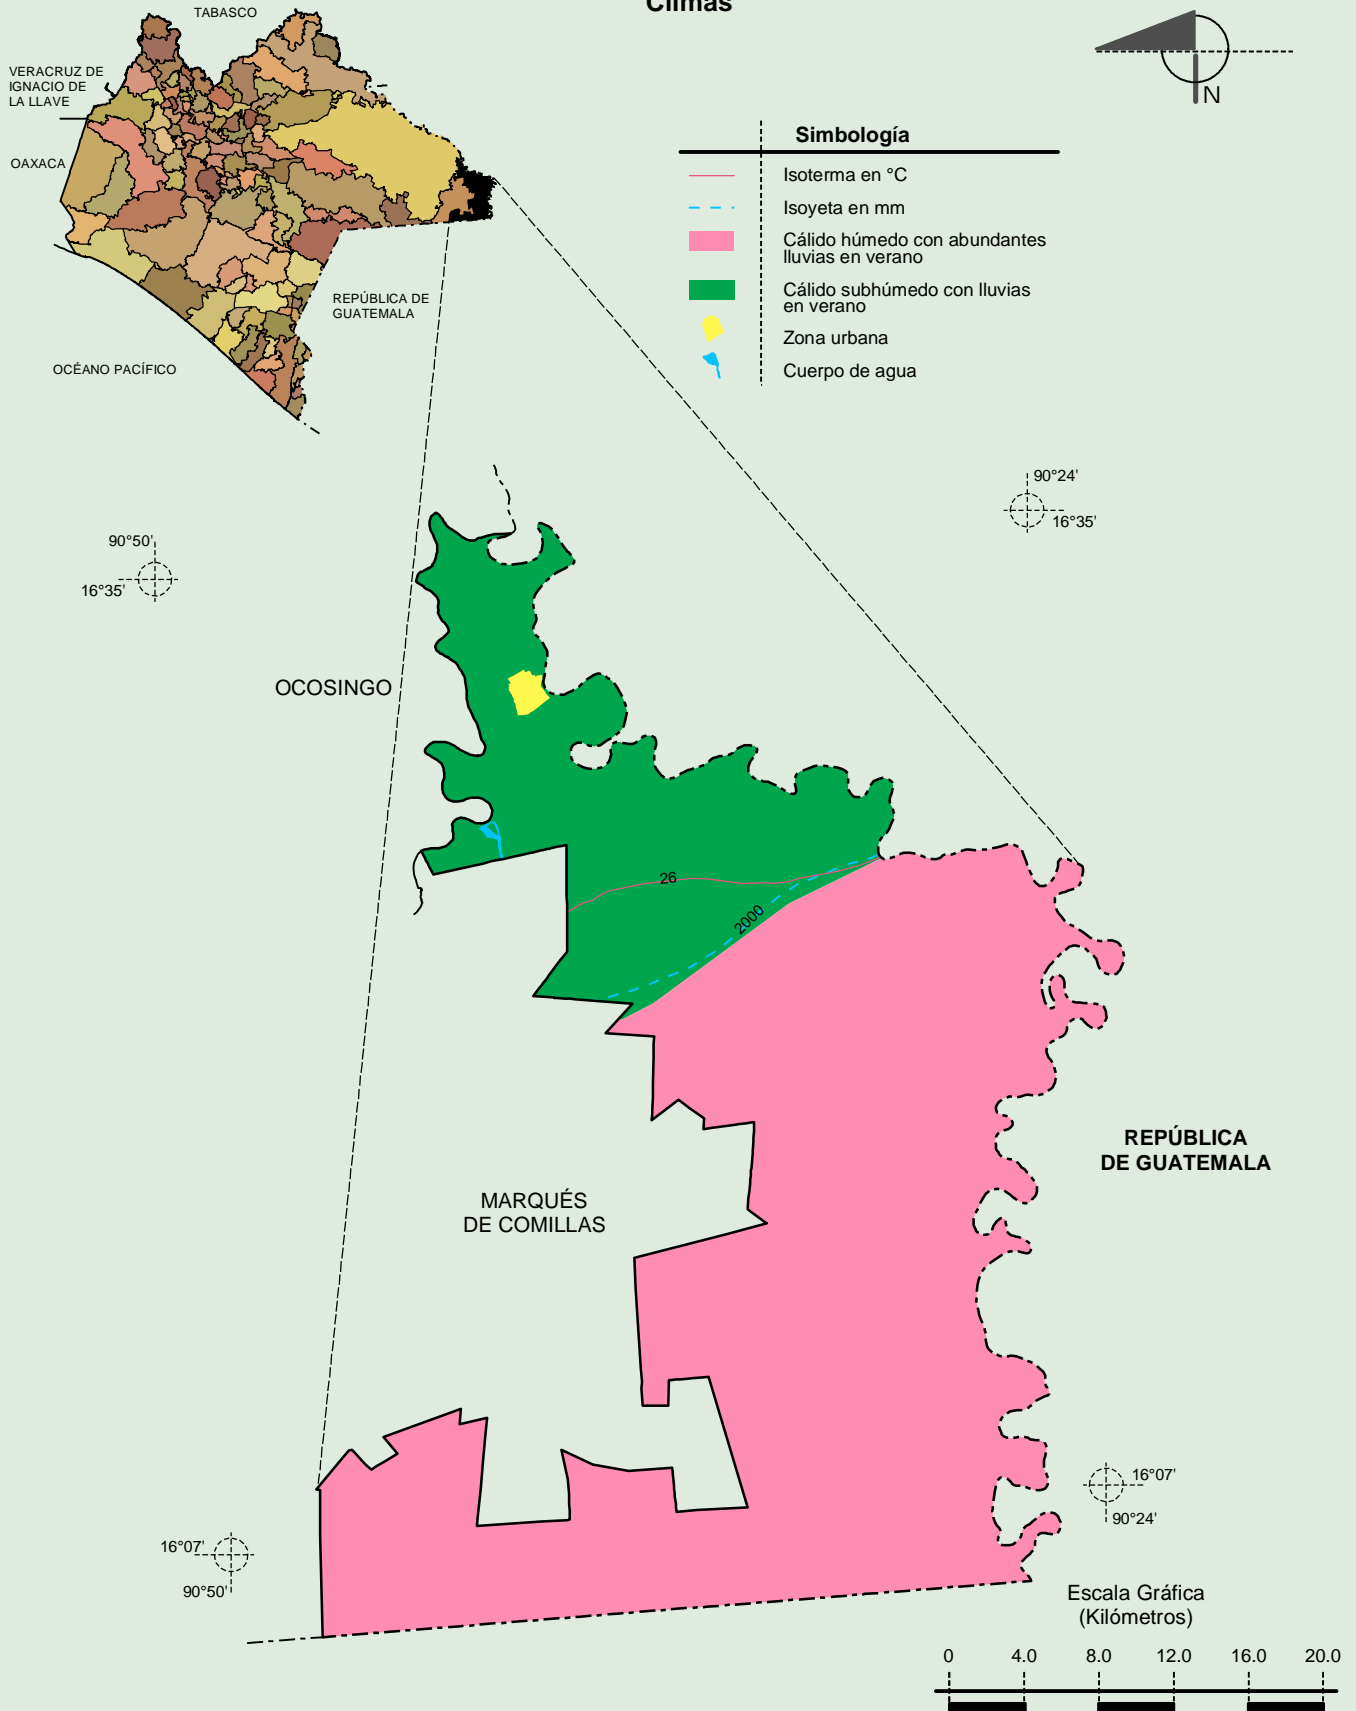 Climas
TABASCO
VERACRUZ DE
IGNACIO DE
LA LLAVE
OAXACA
REPÚBLICA DE
GUATEMALA
OCÉANO PACÍFICO
N
Simbología
Isoterma en °C
Isoyeta en mm
Cálido húmedo con abundantes
lluvias en verano
Cálido subhúmedo con lluvias
en verano
Zona urbana
Cuerpo de agua
90°24'
16°35'
90°50'
16°35'
OCOSINGO
26
2000
REPÚBLICA
DE GUATEMALA
MARQUÉS
DE COMILLAS
16°07'
90°24'
16°07'
90°50'
Escala Gráfica
(Kilómetros)
0 4.0 8.0 12.0 16.0 20.0